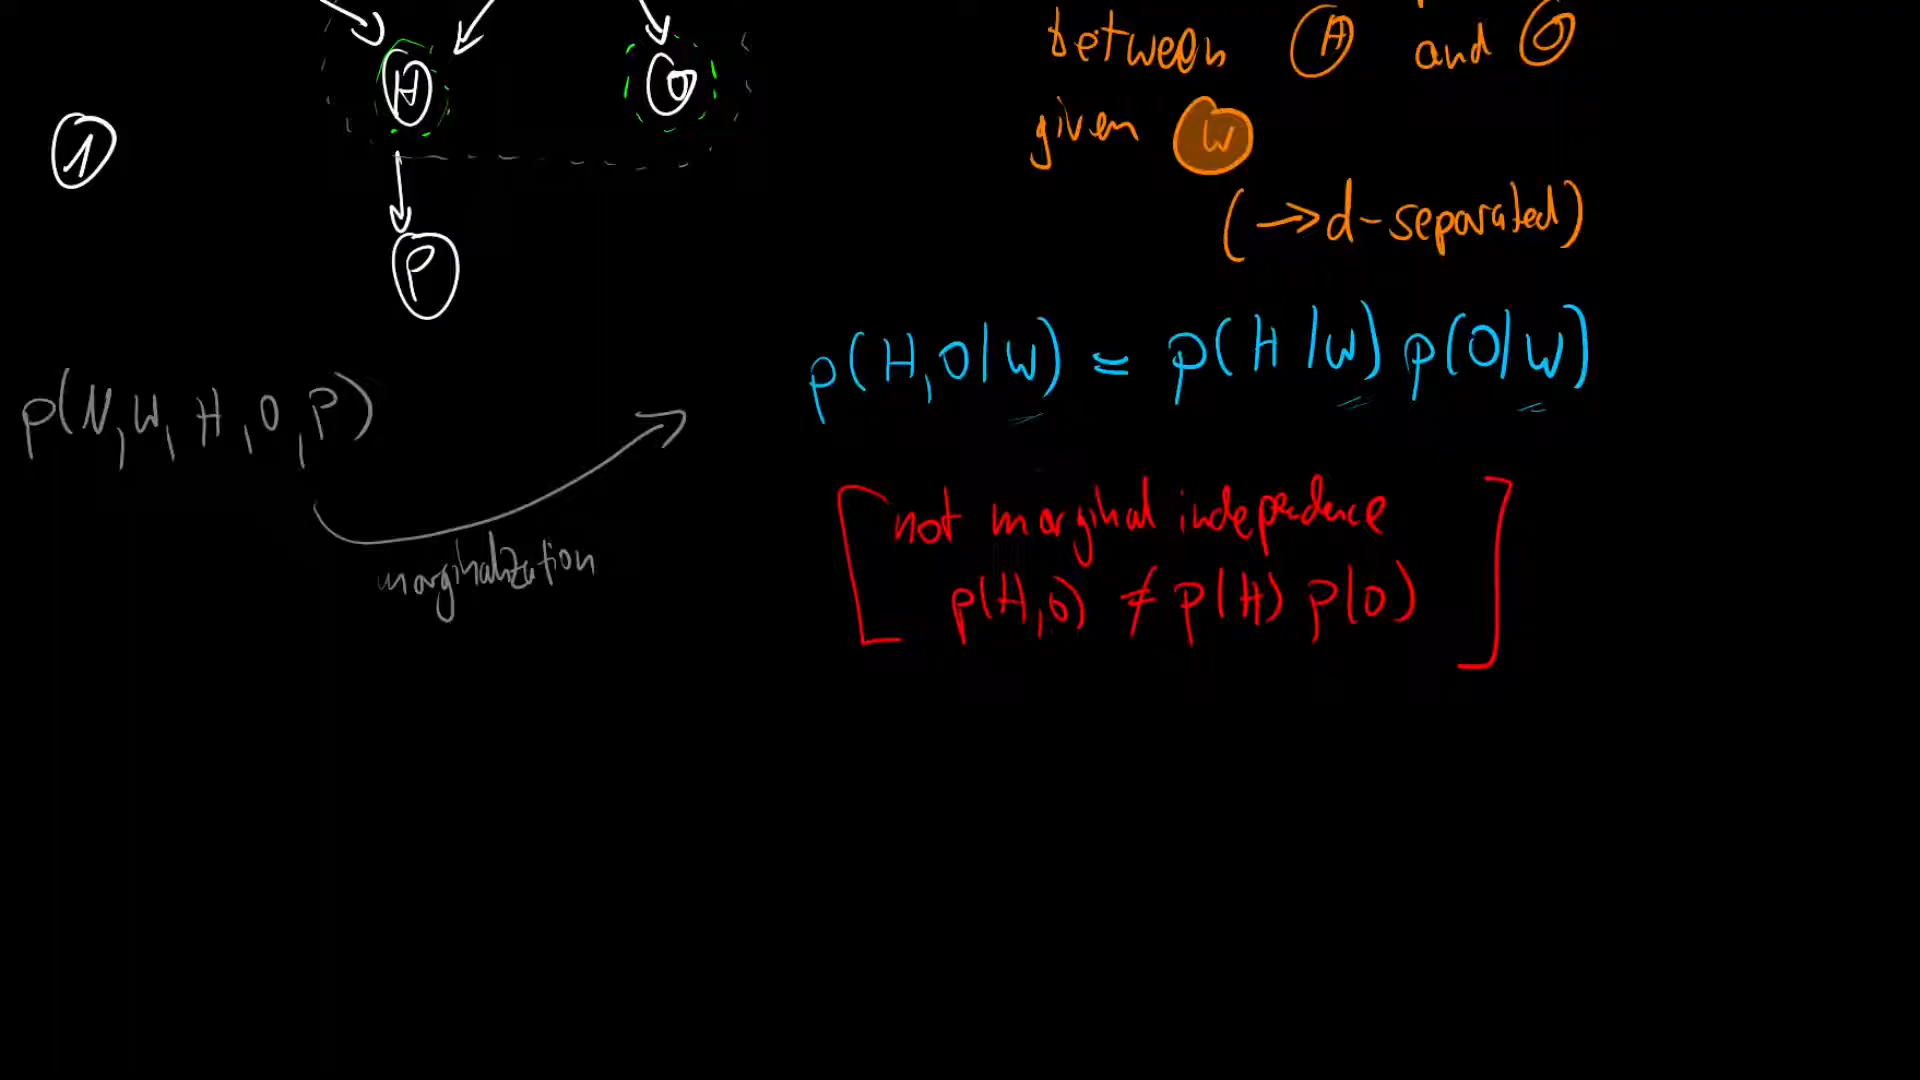 between H and O
given W
(→ d-separated)
H
O
1
P
p(H,O|W) = p(H|W) p(O|W)
p(N,W,H,O,P)
marginalization
[not marginal independence
p(H,O) ≠ p(H) p(O)]